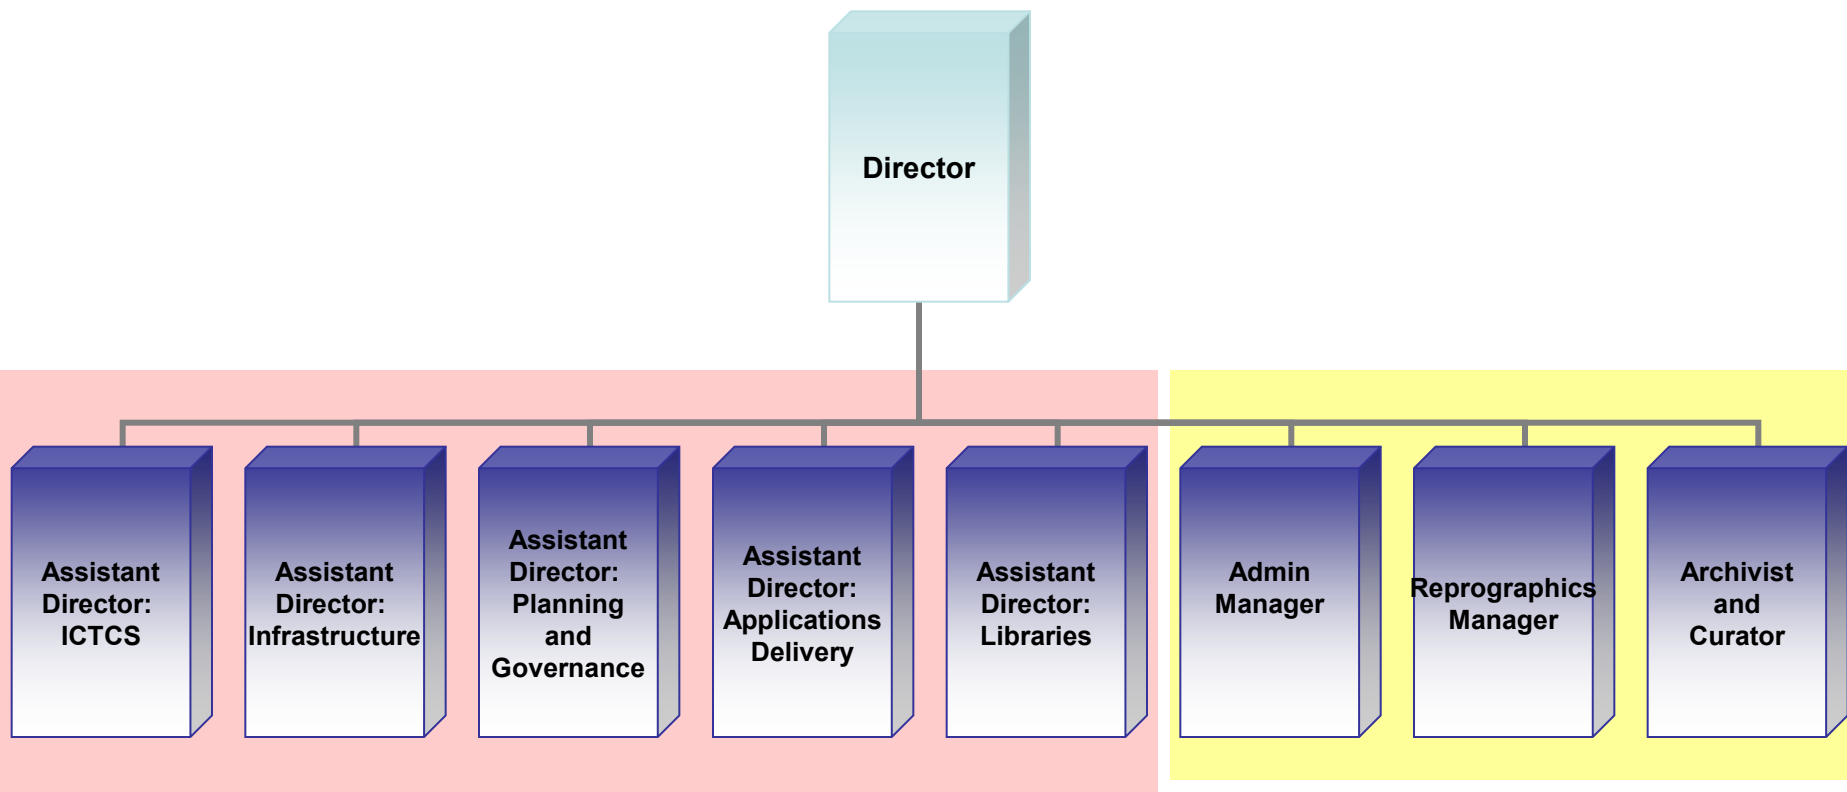 Director
Assistant
Director:
ICTCS
Assistant
Director:
Infrastructure
Assistant
Director:
Planning
and
Governance
Assistant
Director:
Applications
Delivery
Assistant
Director:
Libraries
Admin
Manager
Reprographics
Manager
Archivist
and
Curator